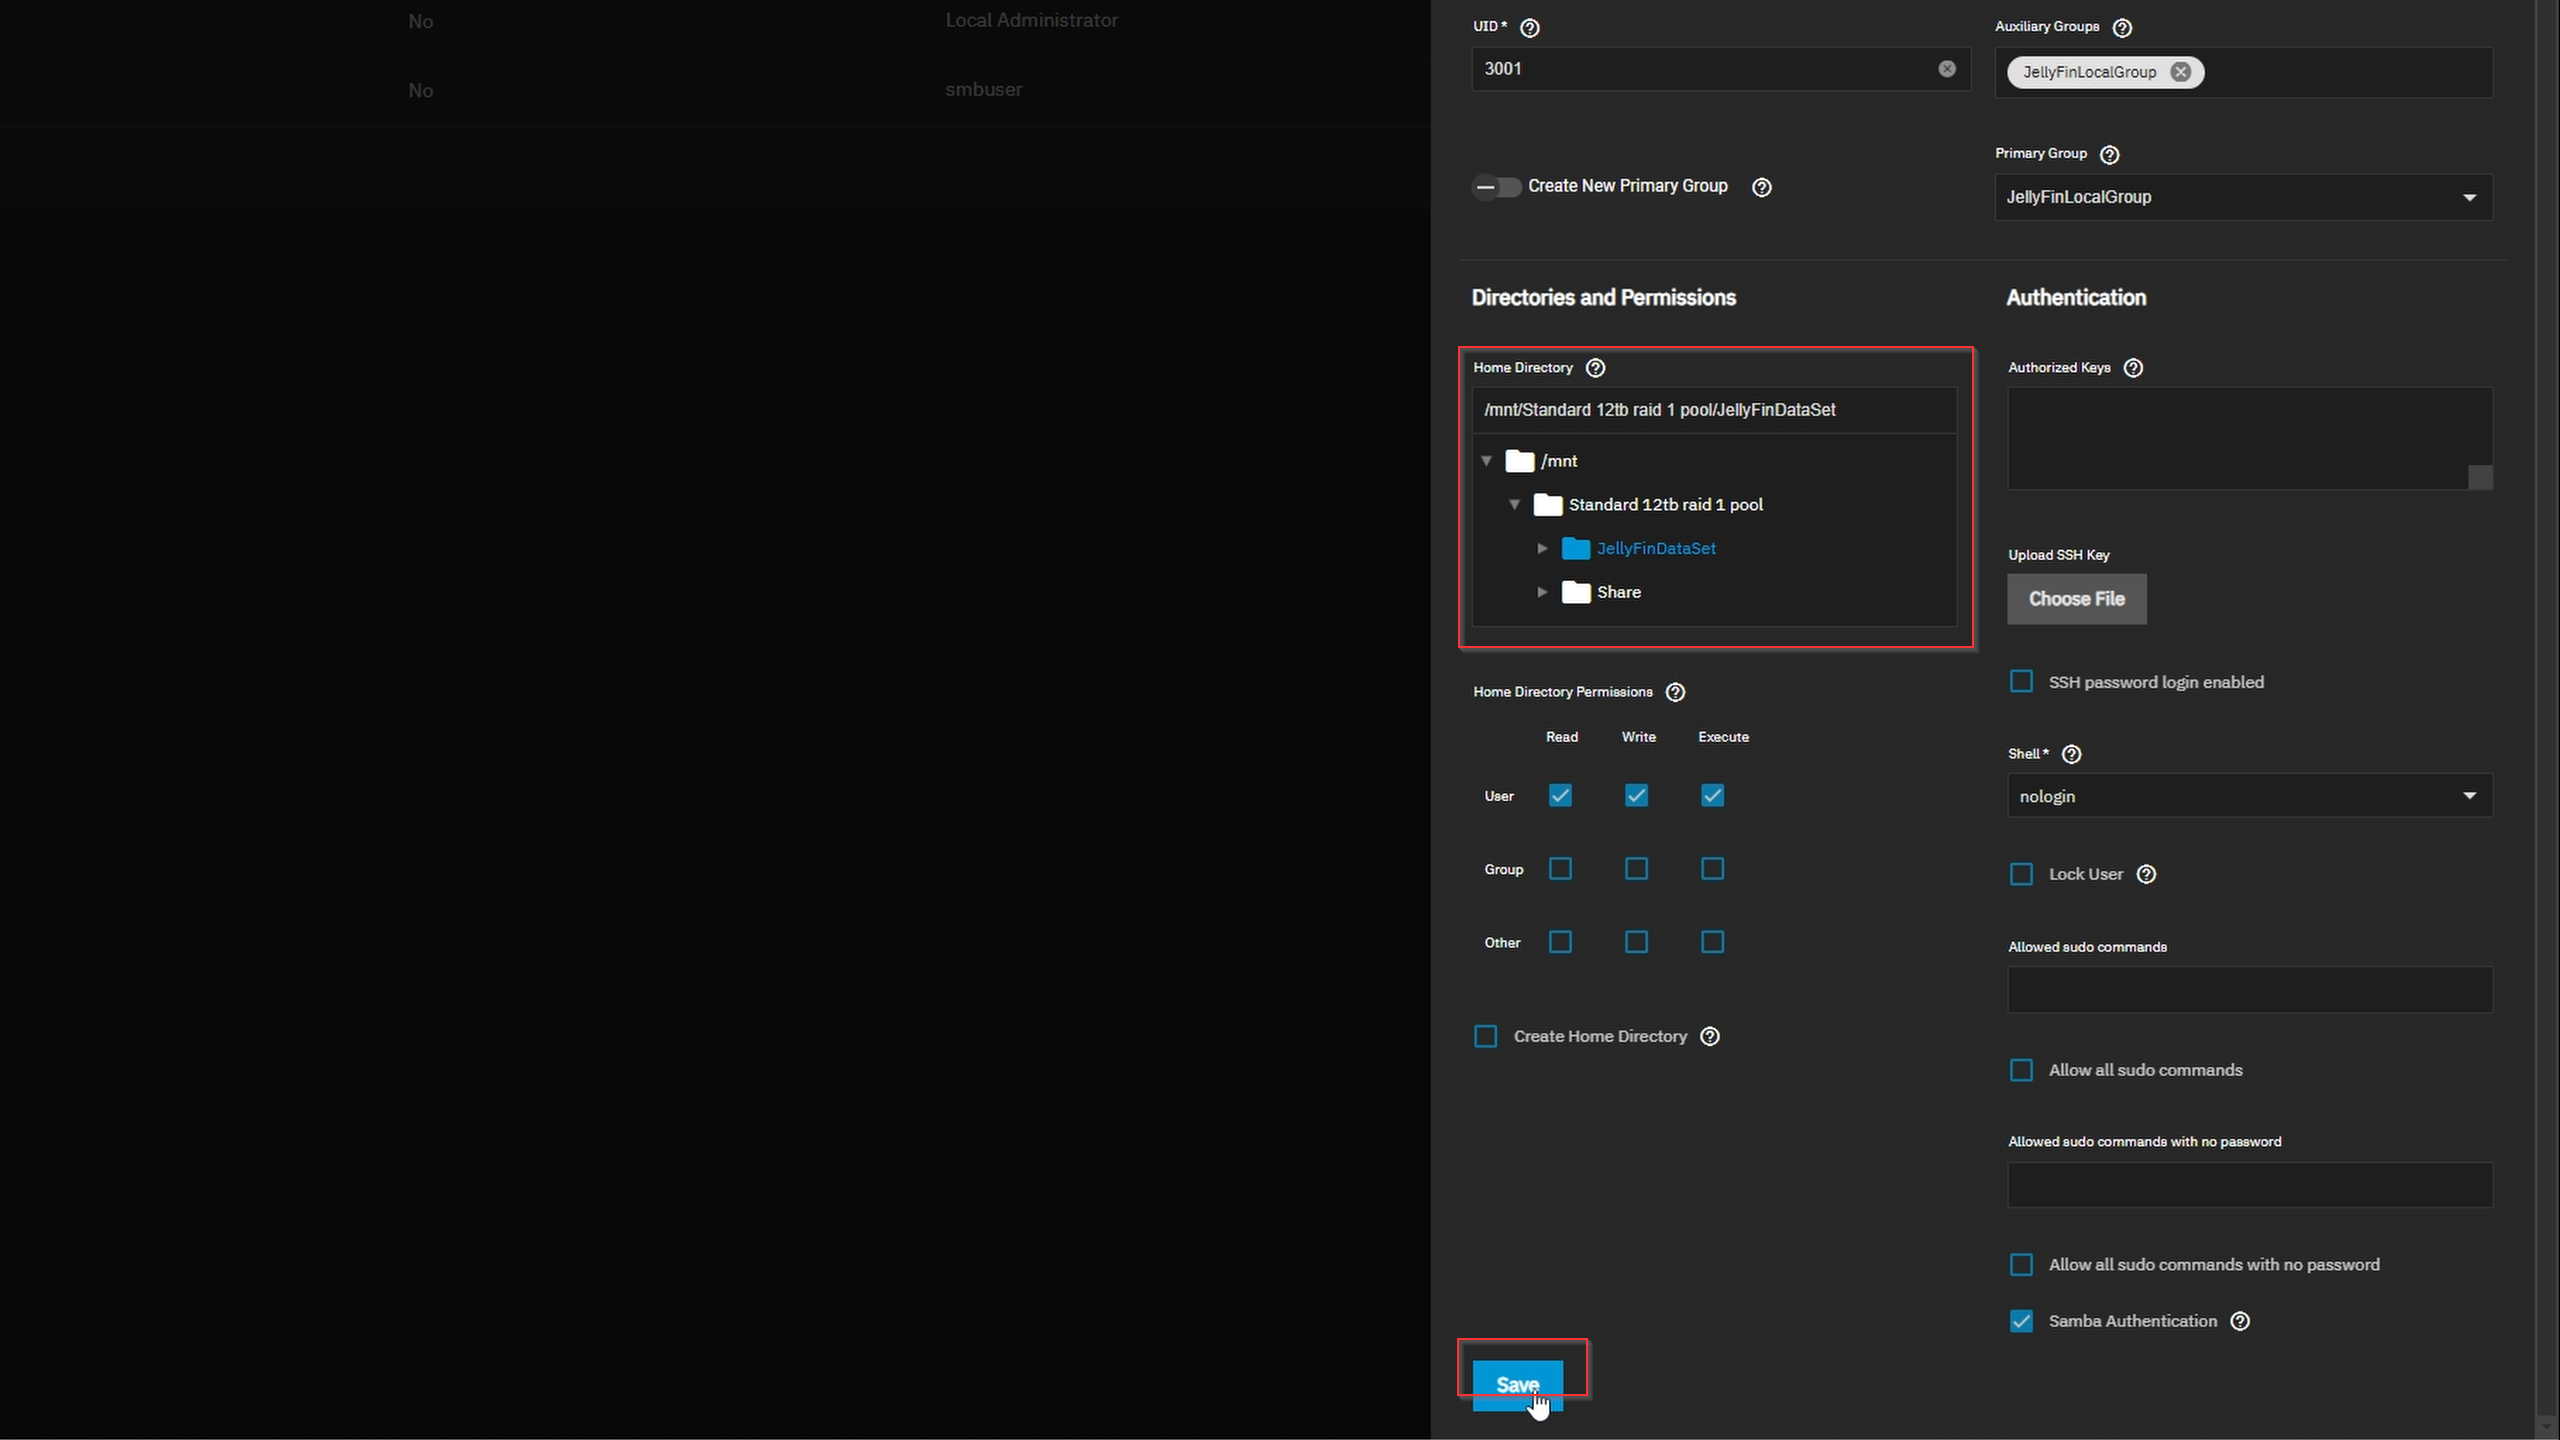 No
Local Administrator
No
smbuser
UID *
3001
Auxiliary Groups
JellyFinLocalGroup
Create New Primary Group
Primary Group
JellyFinLocalGroup
Directories and Permissions
Home Directory
/mnt/Standard 12tb raid 1 pool/JellyFinDataSet
/mnt
Standard 12tb raid 1 pool
JellyFinDataSet
Share
Home Directory Permissions
Read Write Execute
User
Group
Other
Create Home Directory
Authentication
Authorized Keys
Upload SSH Key
Choose File
SSH password login enabled
Shell *
nologin
Lock User
Allowed sudo commands
Allow all sudo commands
Allowed sudo commands with no password
Allow all sudo commands with no password
Samba Authentication
Save